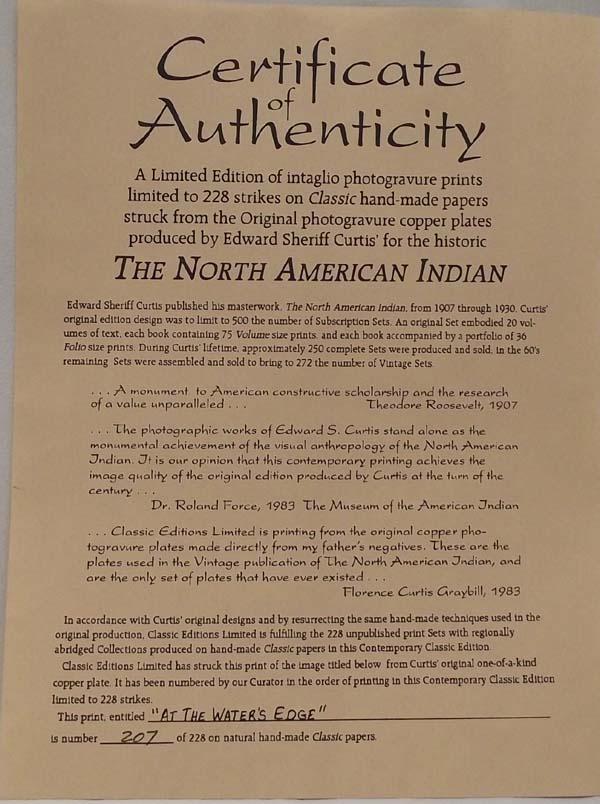 Certificate
of
Authenticity
A Limited Edition of intaglio photogravure prints
limited to 228 strikes on Classic hand-made papers
struck from the Original photogravure copper plates
produced by Edward Sheriff Curtis' for the historic
THE NORTH AMERICAN INDIAN
Edward Sheriff Curtis published his masterwork, The North American Indian, from 1907 through 1930. Curtis'
original edition design was to limit to 500 the number of Subscription Sets. An original Set embodied 20 vol-
umes of text, each book containing 75 Volume size prints, and each book accompanied by a portfolio of 36
Folio size prints. During Curtis' lifetime, approximately 250 complete Sets were produced and sold; in the 60's
remaining Sets were assembled and sold to bring to 272 the number of Vintage Sets.
. . . A monument to American constructive scholarship and the research
of a value unparalleled . . . Theodore Roosevelt, 1907
. . . The photographic works of Edward S. Curtis stand alone as the
monumental achievement of the visual anthropology of the North American
Indian. It is our opinion that this contemporary printing achieves the
image quality of the original edition produced by Curtis at the turn of the
century . . .
Dr. Roland Force, 1983 The Museum of the American Indian
. . . Classic Editions Limited is printing from the original copper pho-
togravure plates made directly from my father's negatives. These are the
plates used in the Vintage publication of The North American Indian, and
are the only set of plates that have ever existed . . .
Florence Curtis Graybill, 1983
In accordance with Curtis' original designs and by resurrecting the same hand-made techniques used in the
original production, Classic Editions Limited is fulfilling the 228 unpublished print Sets with regionally
abridged Collections produced on hand-made Classic papers in this Contemporary Classic Edition.
Classic Editions Limited has struck this print of the image titled below from Curtis' original one-of-a-kind
copper plate. It has been numbered by our Curator in the order of printing in this Contemporary Classic Edition
limited to 228 strikes.
This print, entitled "AT THE WATER'S EDGE"
is number 207 of 228 on natural hand-made Classic papers.